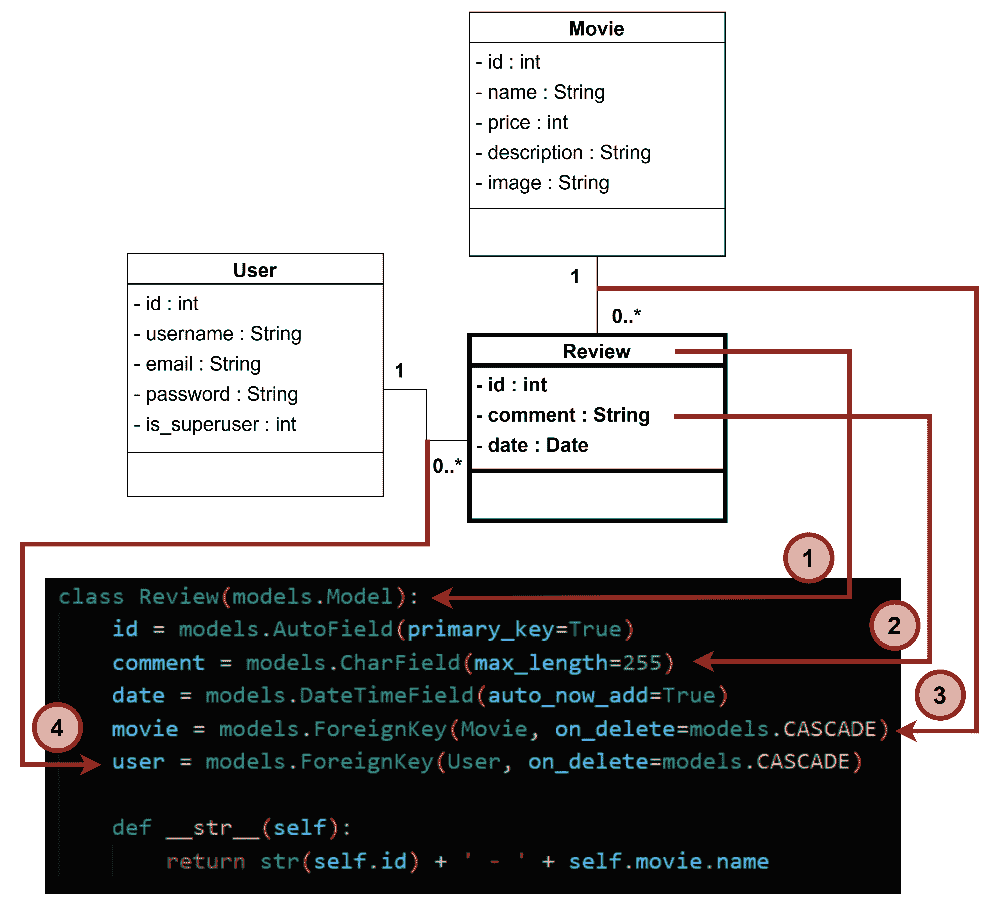 Movie
- id : int
- name : String
- price : int
- description : String
- image : String
1
0..*
User
- id : int
- username : String
- email : String
- password : String
- is_superuser : int
1
0..*
Review
- id : int
- comment : String
- date : Date
1
2
3
4
class Review(models.Model):
    id = models.AutoField(primary_key=True)
    comment = models.CharField(max_length=255)
    date = models.DateTimeField(auto_now_add=True)
    movie = models.ForeignKey(Movie, on_delete=models.CASCADE)
    user = models.ForeignKey(User, on_delete=models.CASCADE)
    def __str__(self):
        return str(self.id) + ' - ' + self.movie.name